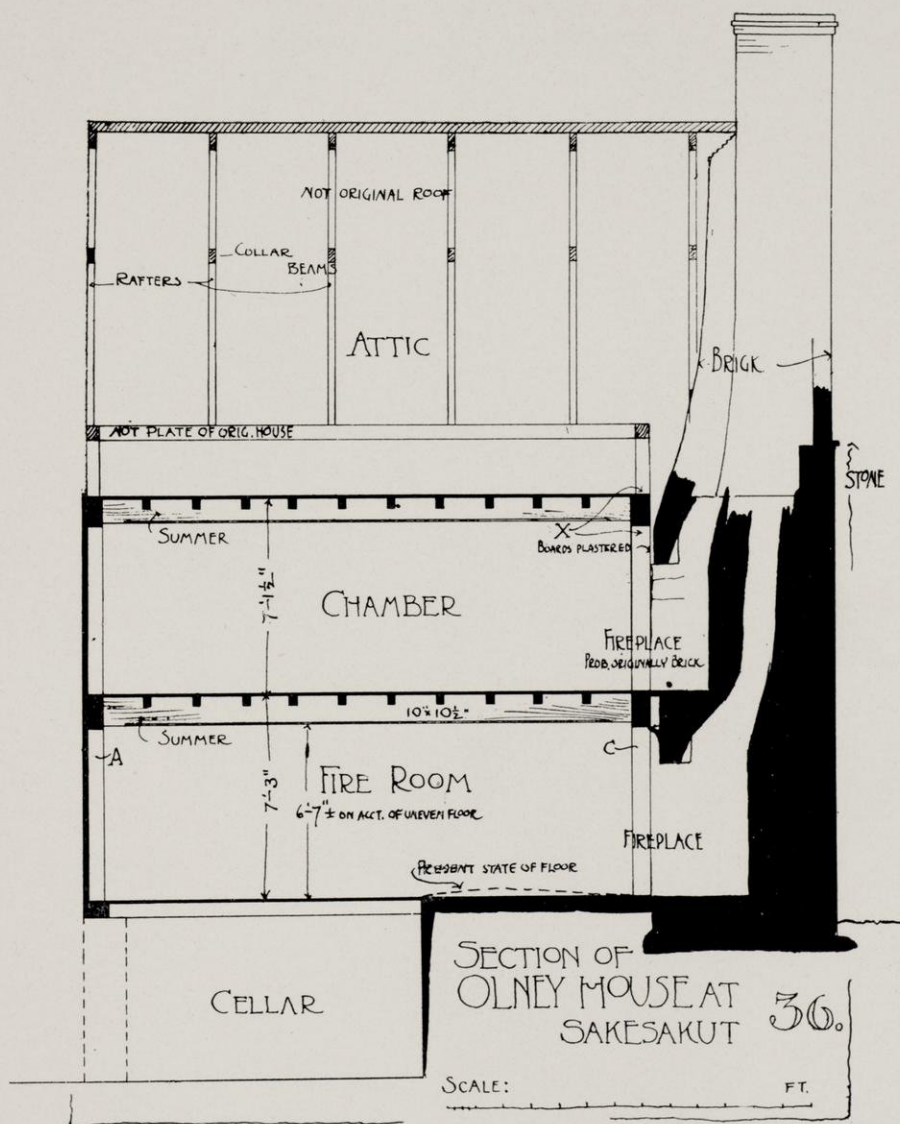 NOT ORIGINAL ROOF
COLLAR
BEAMS
RAFTERS
ATTIC
BRICK
NOT PLATE OF ORIG. HOUSE
STONE
SUMMER
X
BOARDS PLASTERED
7'-1½"
CHAMBER
FIREPLACE
PROB. ORIGINALLY BRICK
10"x10½"
SUMMER
A
C
7'-3"
FIRE ROOM
6'-7"± ON ACCT. OF UNEVEN FLOOR
FIREPLACE
PRESENT STATE OF FLOOR
CELLAR
SECTION OF
OLNEY HOUSE AT
SAKESAKUT
36.
SCALE:
FT.